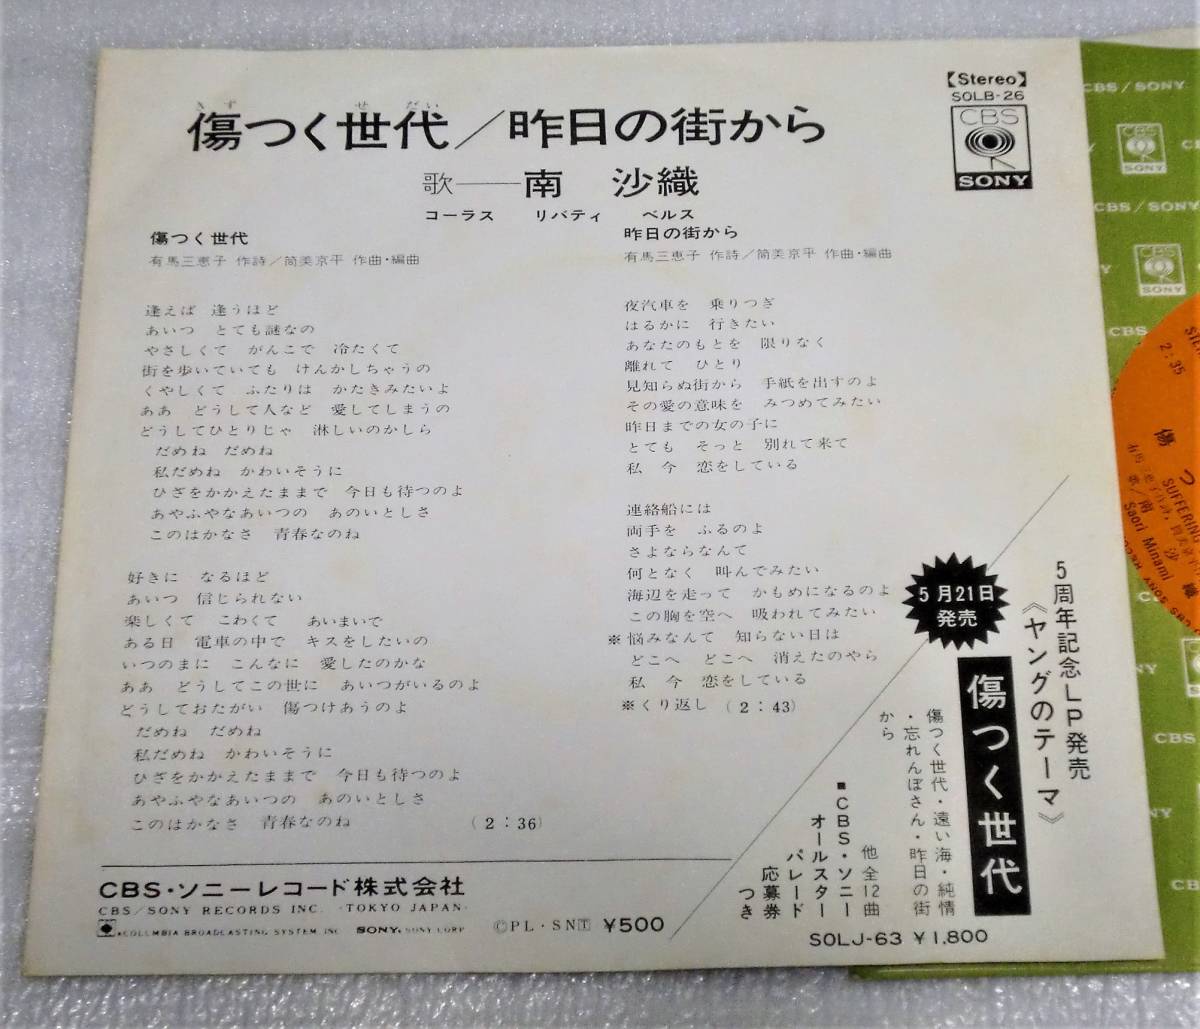 【Stereo】
SOLB-26
CBS
SONY
きず せだい
傷つく世代／昨日の街から
歌──南 沙織
コーラス リバティ ベルス
傷つく世代
有馬三恵子 作詩／筒美京平 作曲・編曲
逢えば 逢うほど
あいつ とても謎なの
やさしくて がんこで 冷たくて
街を歩いていても けんかしちゃうの
くやしくて ふたりは かたきみたいよ
ああ どうして人など 愛してしまうの
どうしてひとりじゃ 淋しいのかしら
だめね だめね
私だめね かわいそうに
ひざをかかえたままで 今日も待つのよ
あやふやなあいつの あのいとしさ
このはかなさ 青春なのね
好きに なるほど
あいつ 信じられない
楽しくて こわくて あいまいで
ある日 電車の中で キスをしたいの
いつのまに こんなに 愛したのかな
ああ どうしてこの世に あいつがいるのよ
どうしておたがい 傷つけあうのよ
だめね だめね
私だめね かわいそうに
ひざをかかえたままで 今日も待つのよ
あやふやなあいつの あのいとしさ
このはかなさ 青春なのね (2:36)
昨日の街から
有馬三恵子 作詩／筒美京平 作曲・編曲
夜汽車を 乗りつぎ
はるかに 行きたい
あなたのもとを 限りなく
離れて ひとり
見知らぬ街から 手紙を出すのよ
その愛の意味を みつめてみたい
昨日までの女の子に
とても そっと 別れて来て
私 今 恋をしている
連絡船には
両手を ふるのよ
さよならなんて
何となく 叫んでみたい
海辺を走って かもめになるのよ
この胸を空へ 吸われてみたい
※悩みなんて 知らない日は
どこへ どこへ 消えたのやら
私 今 恋をしている
※くり返し (2:43)
5周年記念LP発売
《ヤングのテーマ》
5月21日
発売
傷つく世代
傷つく世代・遠い海・純情
・忘れんぼさん・昨日の街
から
他 全12曲
■CBS・ソニー
オールスター
パレード
応募券
つき
SOLJ-63 ¥1,800
CBS・ソニーレコード株式会社
CBS/SONY RECORDS INC. ·TOKYO JAPAN·
COLUMBIA BROADCASTING SYSTEM INC SONY SONY CORP
ⓒPL・SN🅃 ¥500
CBS/SONY
CBS
SONY
CBS/SONY
CBS
SONY
CBS
2:35
傷つ
SUFFERING
歌／南 沙 織
Saori Minami
CBS